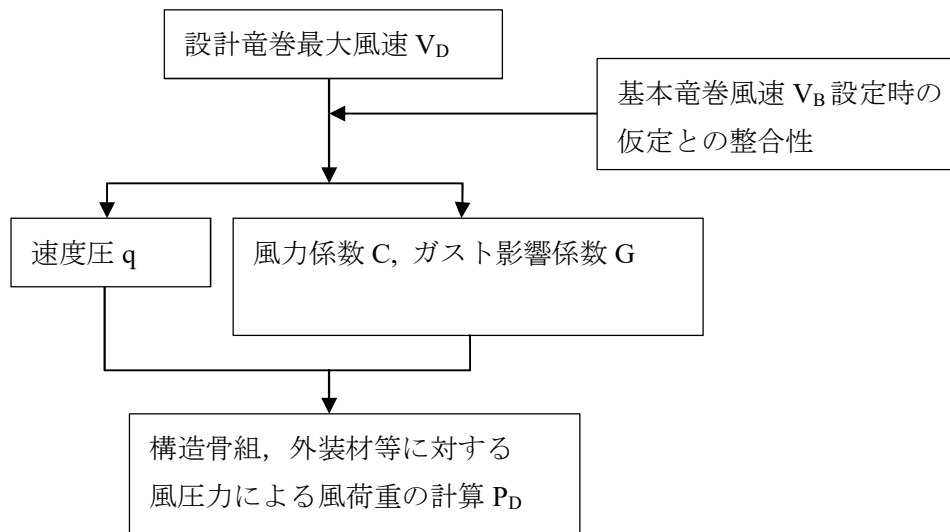 設計竜巻最大風速 V_D
基本竜巻風速 V_B 設定時の
仮定との整合性
速度圧 q
風力係数 C, ガスト影響係数 G
構造骨組，外装材等に対する
風圧力による風荷重の計算 P_D